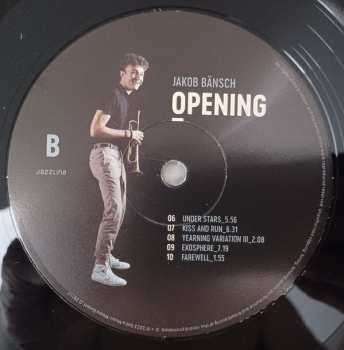 JAKOB BÄNSCH
OPENING
B
JAZZLINE
06 UNDER STARS_5.56
07 KISS AND RUN_6.31
08 YEARNING VARIATION III_2.08
09 EXOSPHERE_7.19
10 FAREWELL_1.55